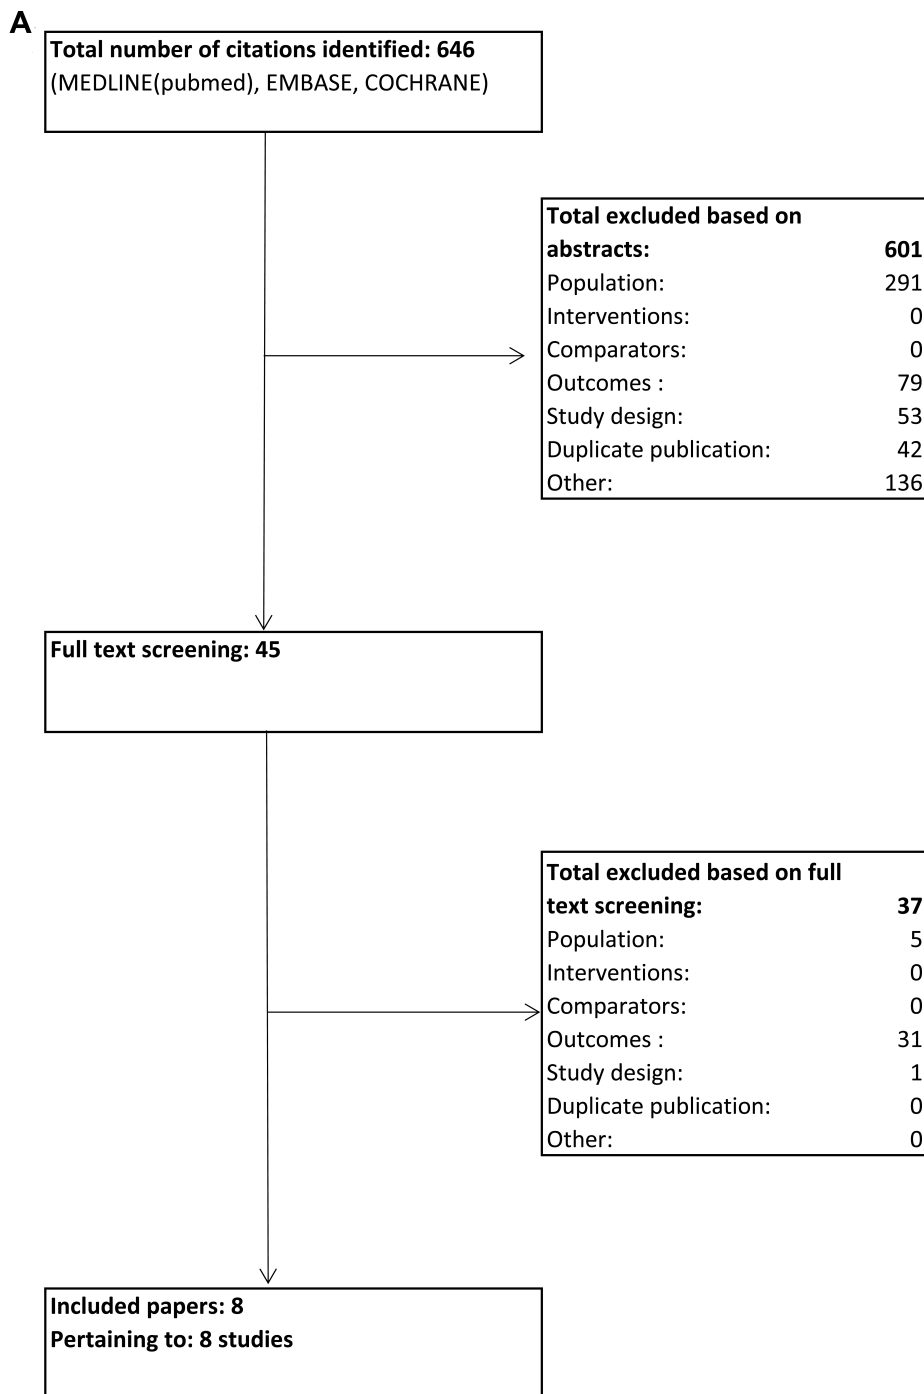 A
Total number of citations identified: 646
(MEDLINE(pubmed), EMBASE, COCHRANE)
Total excluded based on
abstracts: 601
Population: 291
Interventions: 0
Comparators: 0
Outcomes : 79
Study design: 53
Duplicate publication: 42
Other: 136
Full text screening: 45
Total excluded based on full
text screening: 37
Population: 5
Interventions: 0
Comparators: 0
Outcomes : 31
Study design: 1
Duplicate publication: 0
Other: 0
Included papers: 8
Pertaining to: 8 studies